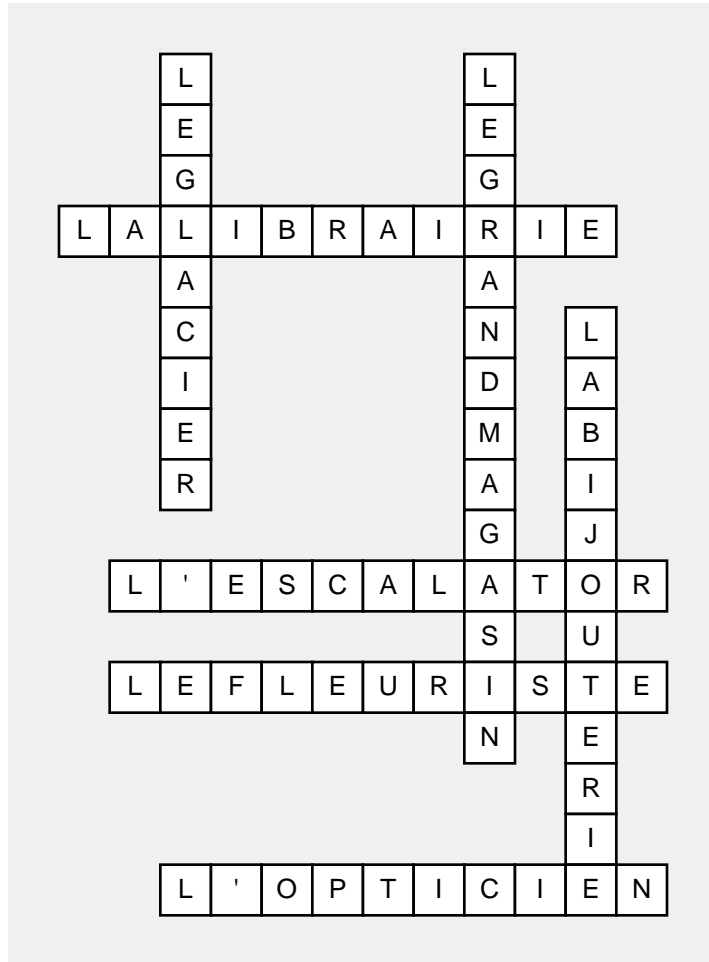 LEGLACIER
LEGRANDMAGASIN
LALIBRAIRIE
LABIJOUTERIE
L'ESCALATOR
LEFLEURISTE
L'OPTICIEN